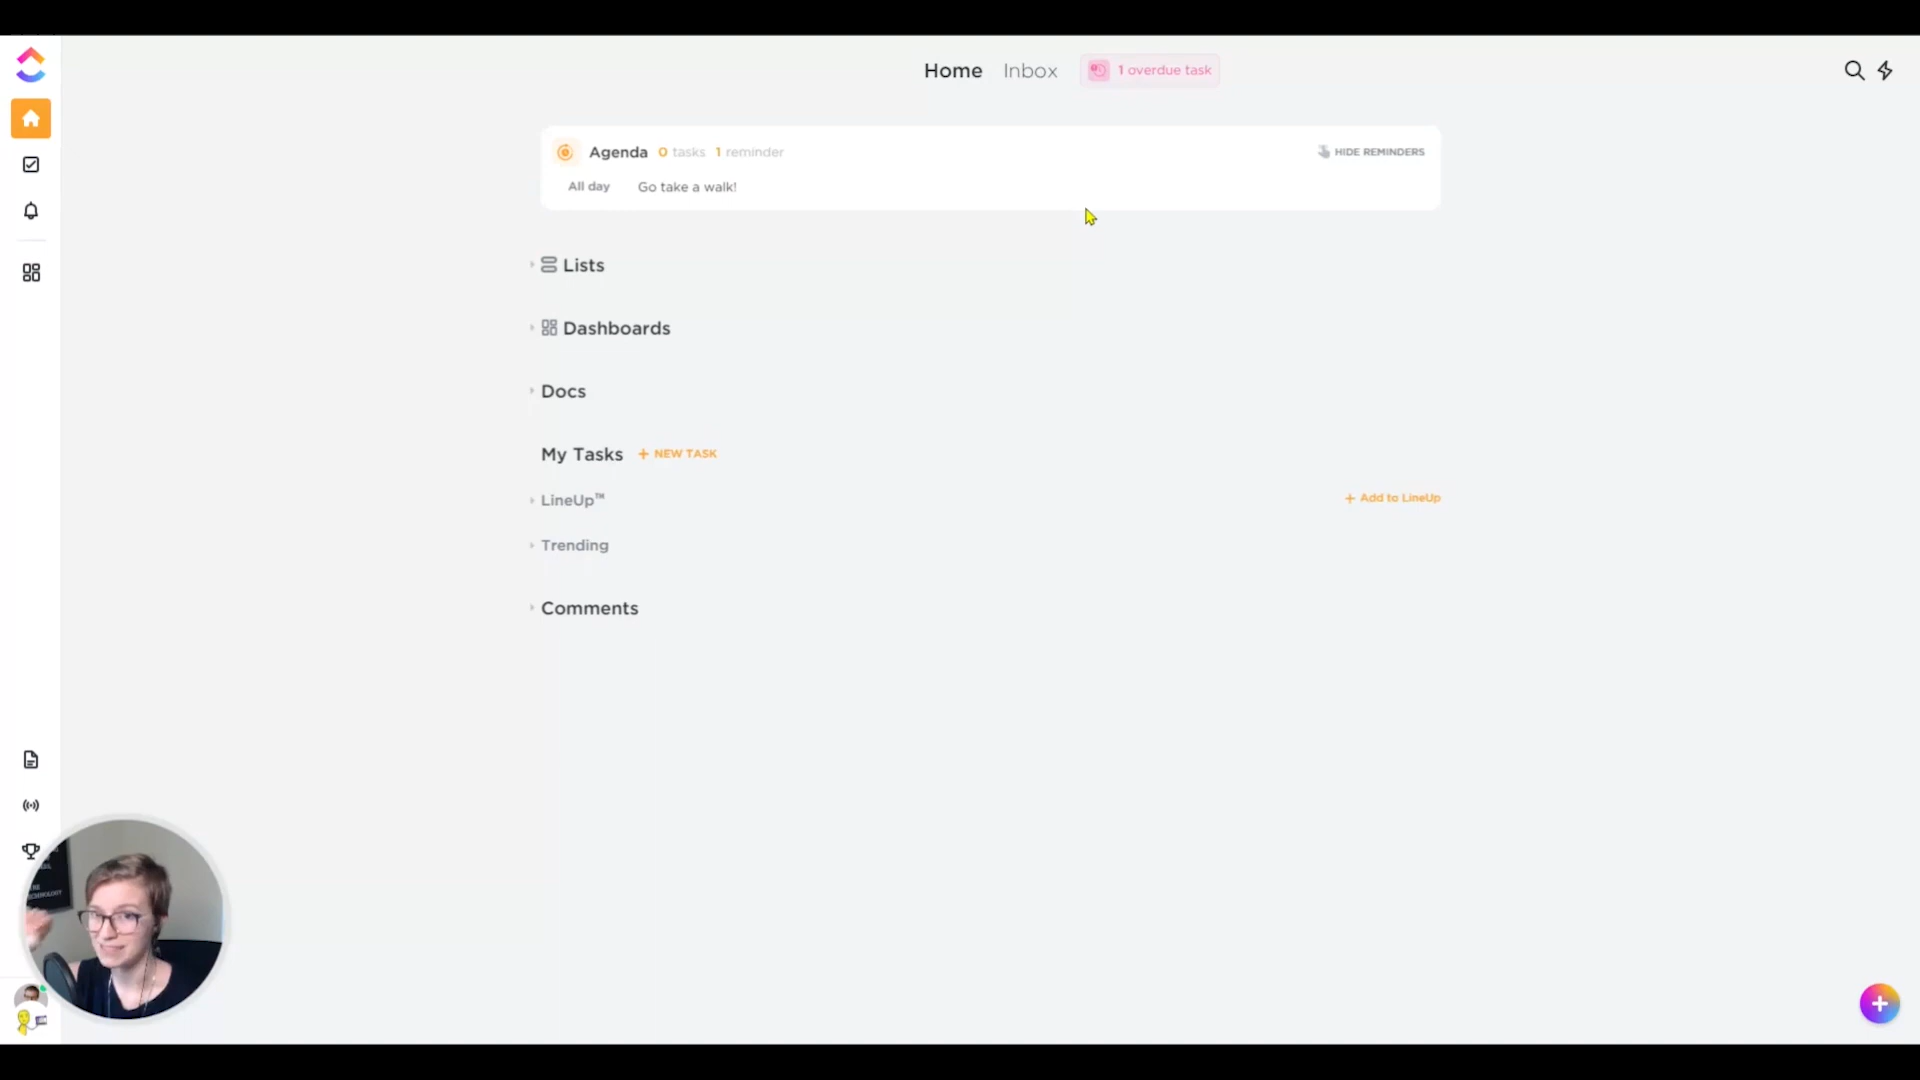 Home Inbox 1 overdue task
Agenda 0 tasks 1 reminder HIDE REMINDERS
All day Go take a walk!
Lists
Dashboards
Docs
My Tasks + NEW TASK
LineUp™ + Add to LineUp
Trending
Comments